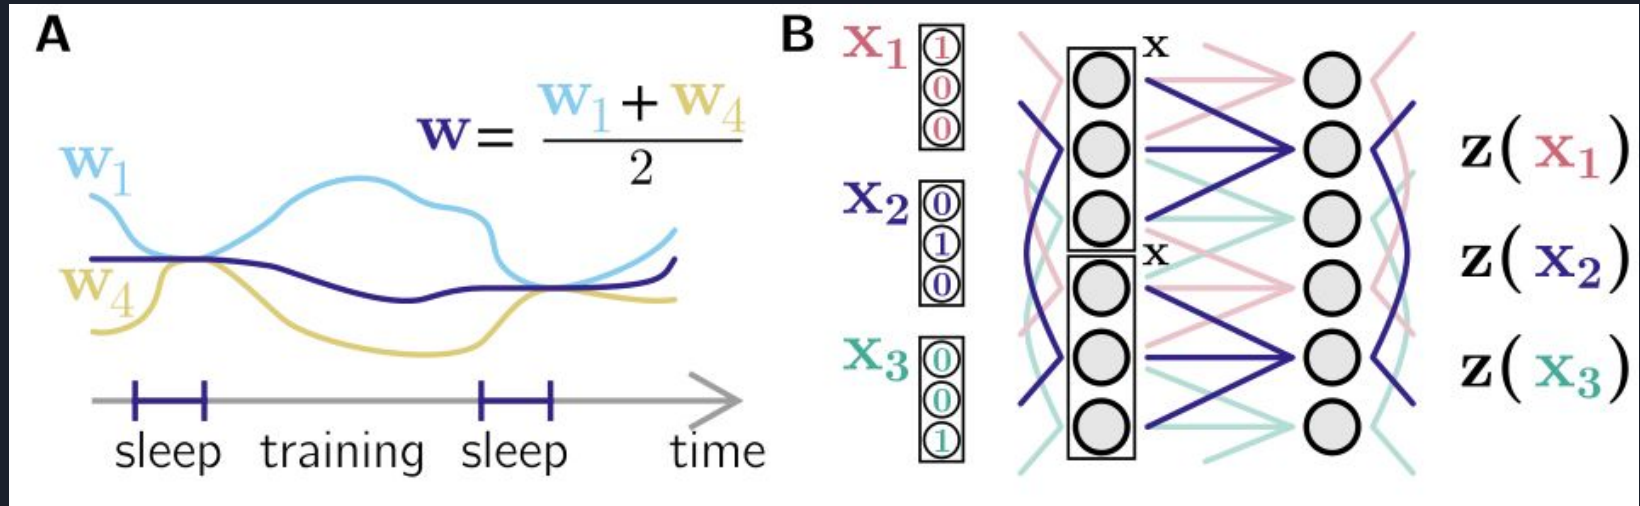 A
w = (w₁ + w₄) / 2
w₁
w₄
sleep training sleep time
B
x₁
1
0
0
x₂
0
1
0
x₃
0
0
1
x
x
z( x₁ )
z( x₂ )
z( x₃ )